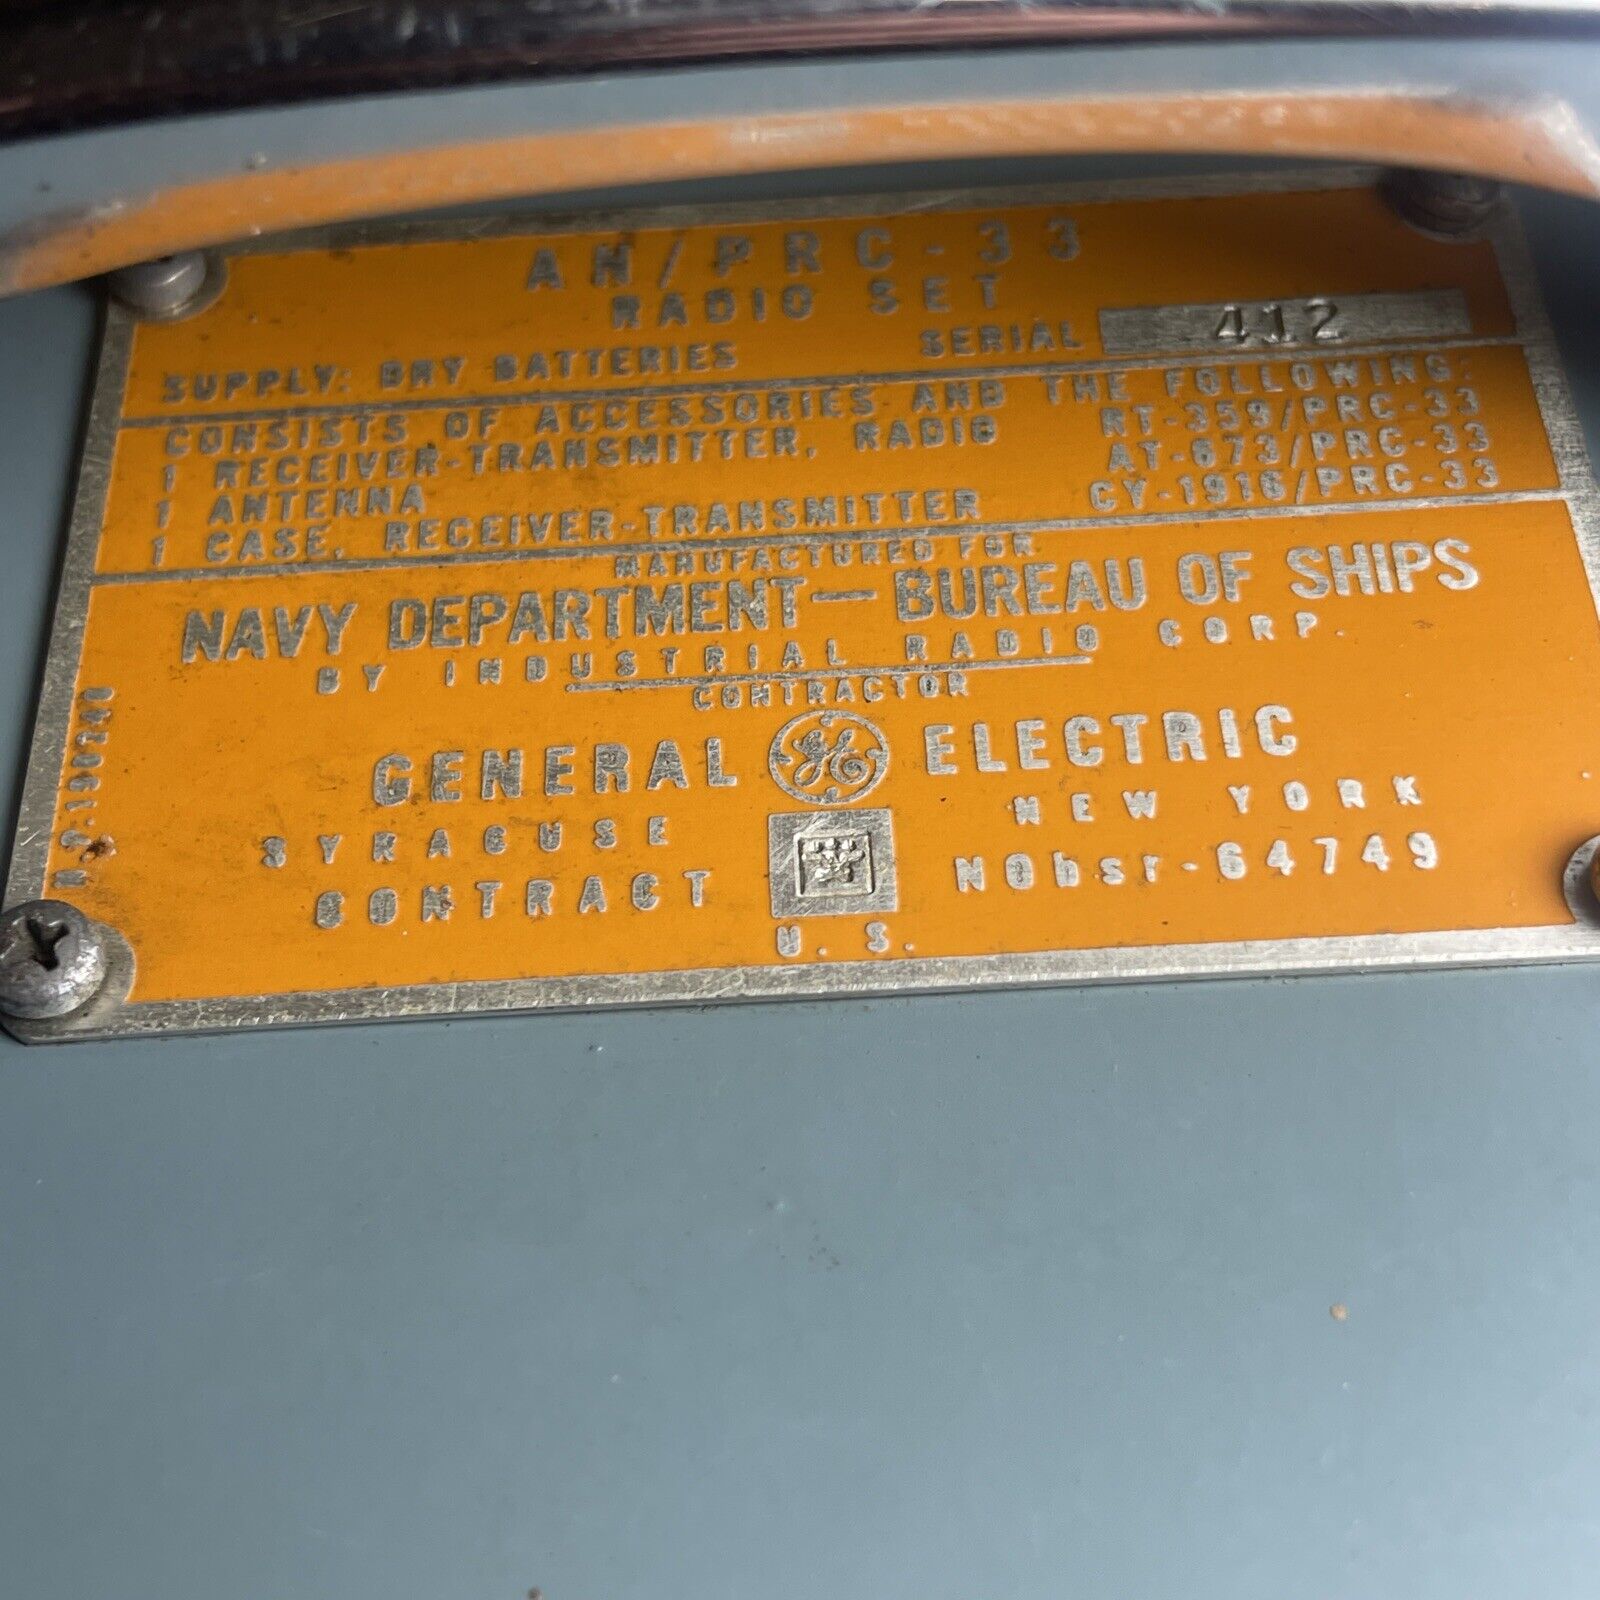 AN/PRC-33
RADIO SET
SUPPLY: DRY BATTERIES SERIAL 412
CONSISTS OF ACCESSORIES AND THE FOLLOWING:
1 RECEIVER-TRANSMITTER, RADIO RT-359/PRC-33
1 ANTENNA AT-673/PRC-33
1 CASE, RECEIVER-TRANSMITTER CY-1916/PRC-33
MANUFACTURED FOR
NAVY DEPARTMENT—BUREAU OF SHIPS
BY INDUSTRIAL RADIO CORP.
CONTRACTOR
GENERAL GE ELECTRIC
SYRACUSE NEW YORK
CONTRACT NObsr-64749
U.S.